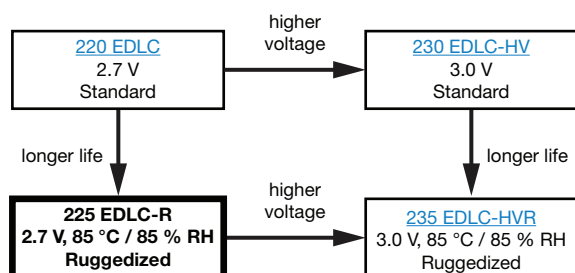 220 EDLC
2.7 V
Standard
higher
voltage
230 EDLC-HV
3.0 V
Standard
longer life
longer life
225 EDLC-R
2.7 V, 85 °C / 85 % RH
Ruggedized
higher
voltage
235 EDLC-HVR
3.0 V, 85 °C / 85 % RH
Ruggedized